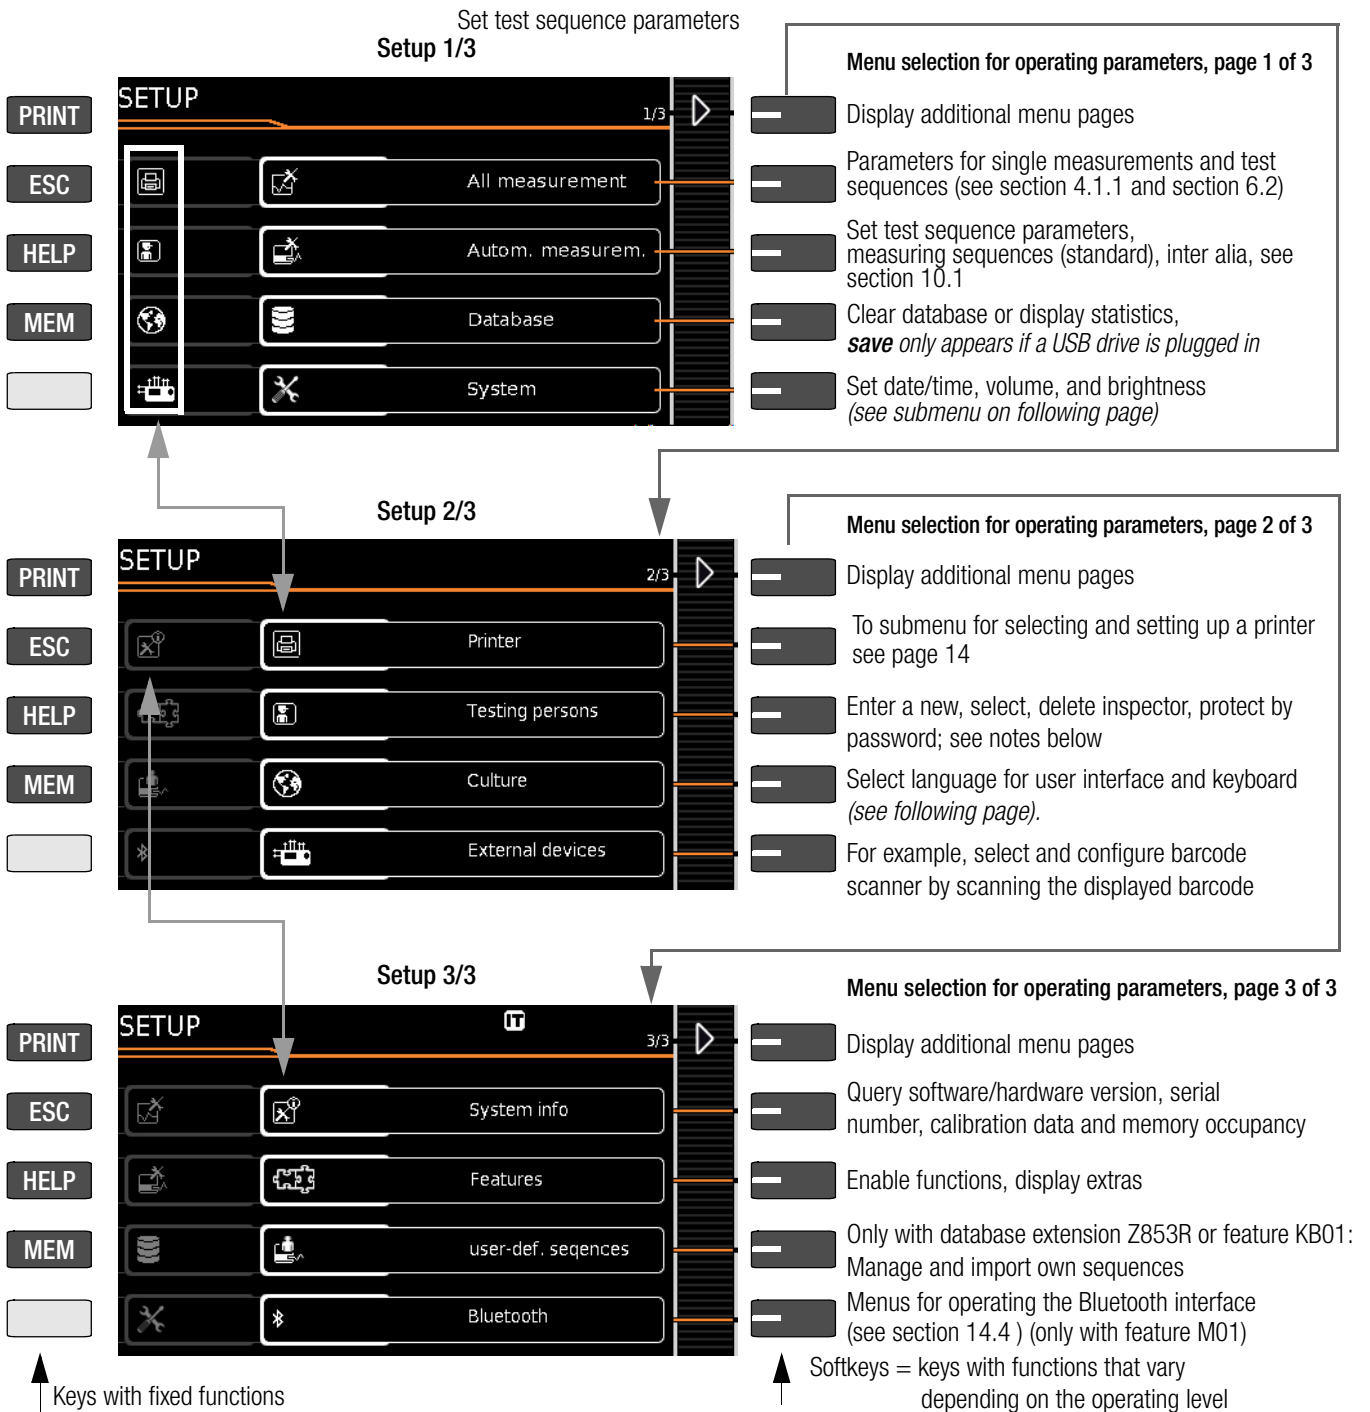 Set test sequence parameters
Setup 1/3
Menu selection for operating parameters, page 1 of 3
SETUP
1/3
PRINT
Display additional menu pages
ESC
All measurement
Parameters for single measurements and test
sequences (see section 4.1.1 and section 6.2)
HELP
Autom. measurem.
Set test sequence parameters,
measuring sequences (standard), inter alia, see
section 10.1
MEM
Database
Clear database or display statistics,
save only appears if a USB drive is plugged in
System
Set date/time, volume, and brightness
(see submenu on following page)
Setup 2/3
Menu selection for operating parameters, page 2 of 3
SETUP
2/3
PRINT
Display additional menu pages
ESC
Printer
To submenu for selecting and setting up a printer
see page 14
HELP
Testing persons
Enter a new, select, delete inspector, protect by
password; see notes below
MEM
Culture
Select language for user interface and keyboard
(see following page).
External devices
For example, select and configure barcode
scanner by scanning the displayed barcode
Setup 3/3
Menu selection for operating parameters, page 3 of 3
SETUP
IT
3/3
PRINT
Display additional menu pages
ESC
System info
Query software/hardware version, serial
number, calibration data and memory occupancy
HELP
Features
Enable functions, display extras
MEM
user-def. seqences
Only with database extension Z853R or feature KB01:
Manage and import own sequences
Bluetooth
Menus for operating the Bluetooth interface
(see section 14.4 ) (only with feature M01)
Keys with fixed functions
Softkeys = keys with functions that vary
depending on the operating level